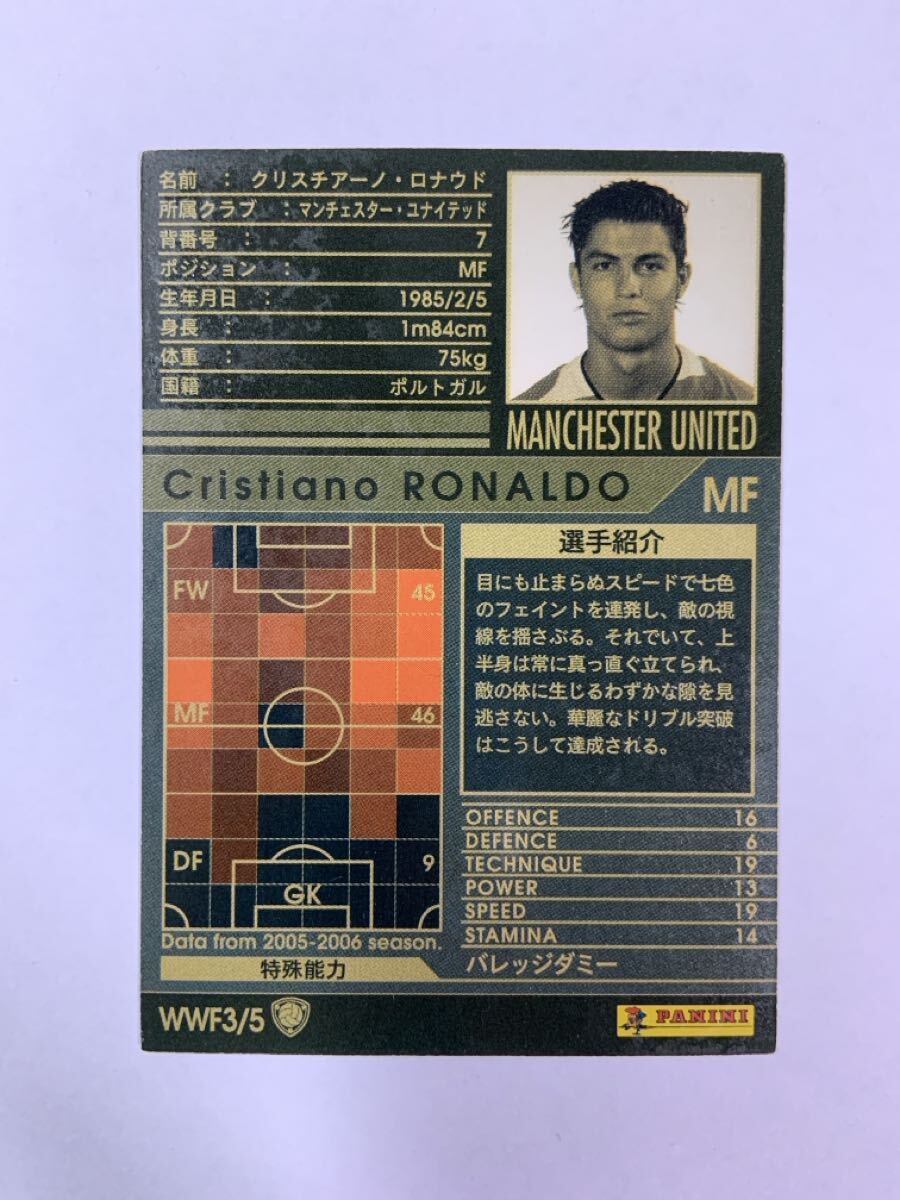 名前 : クリスチアーノ・ロナウド
所属クラブ : マンチェスター・ユナイテッド
背番号 : 7
ポジション : MF
生年月日 : 1985/2/5
身長 : 1m84cm
体重 : 75kg
国籍 : ポルトガル
MANCHESTER UNITED
Cristiano RONALDO
MF
FW 45
MF 46
DF 9
GK
Data from 2005-2006 season.
選手紹介
目にも止まらぬスピードで七色
のフェイントを連発し、敵の視
線を揺さぶる。それでいて、上
半身は常に真っ直ぐ立てられ、
敵の体に生じるわずかな隙を見
逃さない。華麗なドリブル突破
はこうして達成される。
OFFENCE 16
DEFENCE 6
TECHNIQUE 19
POWER 13
SPEED 19
STAMINA 14
特殊能力 バレッジダミー
WWF3/5
PANINI